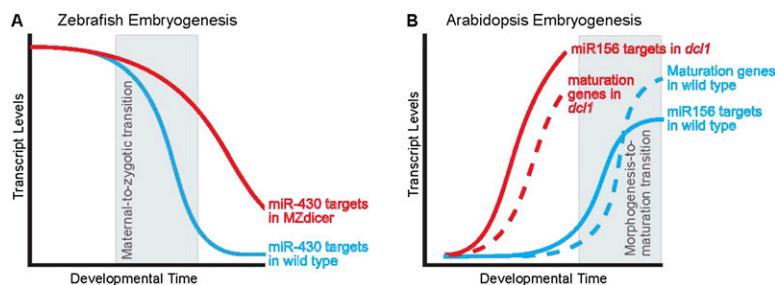 A
Zebrafish Embryogenesis
Transcript Levels
Maternal-to-zygotic transition
miR-430 targets
in MZdicer
miR-430 targets
in wild type
Developmental Time
B
Arabidopsis Embryogenesis
Transcript Levels
miR156 targets in dcl1
maturation
genes in
dcl1
Maturation genes
in wild type
miR156 targets
in wild type
Morphogenesis-to-
maturation transition
Developmental Time